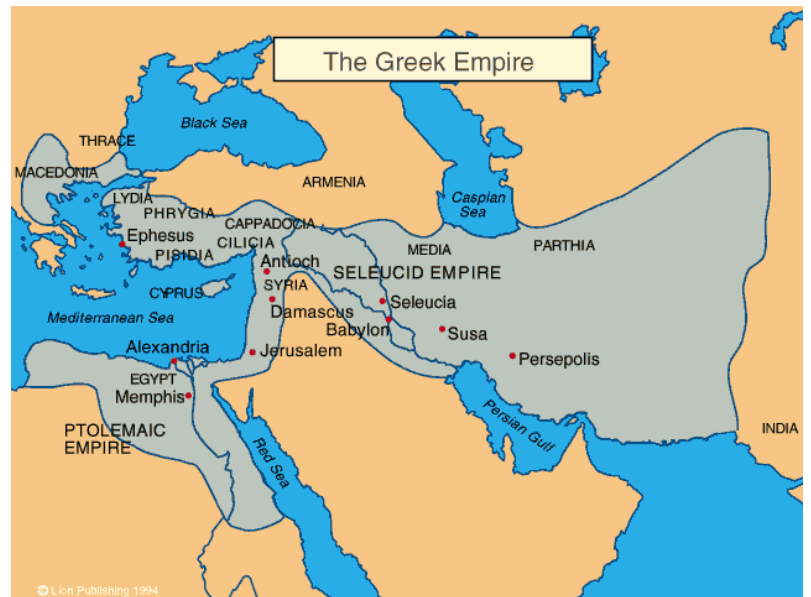 The Greek Empire
Black Sea
THRACE
MACEDONIA
ARMENIA
LYDIA
PHRYGIA
Caspian
Sea
CAPPADOCIA
Ephesus
CILICIA
MEDIA
PARTHIA
PISIDIA
Antioch
SELEUCID EMPIRE
SYRIA
CYPRUS
Seleucia
Damascus
Mediterranean Sea
Babylon
Susa
Alexandria
Jerusalem
Persepolis
EGYPT
Memphis
Persian Gulf
PTOLEMAIC
EMPIRE
INDIA
Red Sea
© Lion Publishing 1994